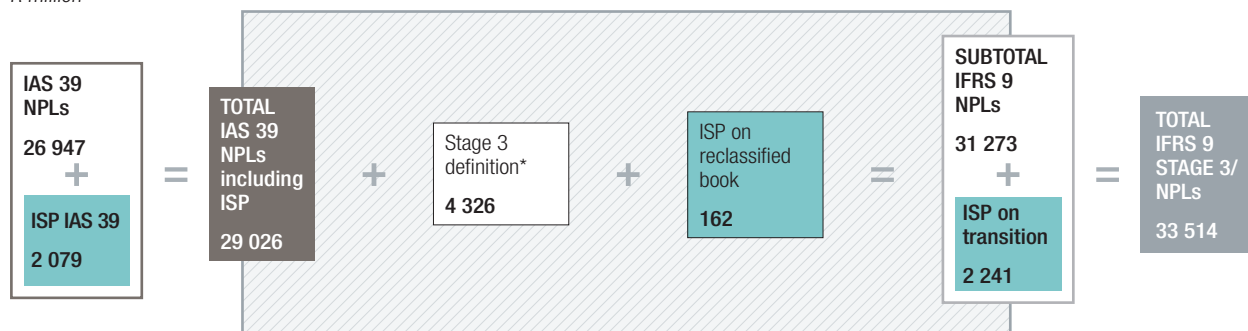 R million
IAS 39
NPLs
26 947
+
ISP IAS 39
2 079
=
TOTAL
IAS 39
NPLs
including
ISP
29 026
+
Stage 3
definition*
4 326
+
ISP on
reclassified
book
162
=
SUBTOTAL
IFRS 9
NPLs
31 273
+
ISP on
transition
2 241
=
TOTAL
IFRS 9
STAGE 3/
NPLs
33 514